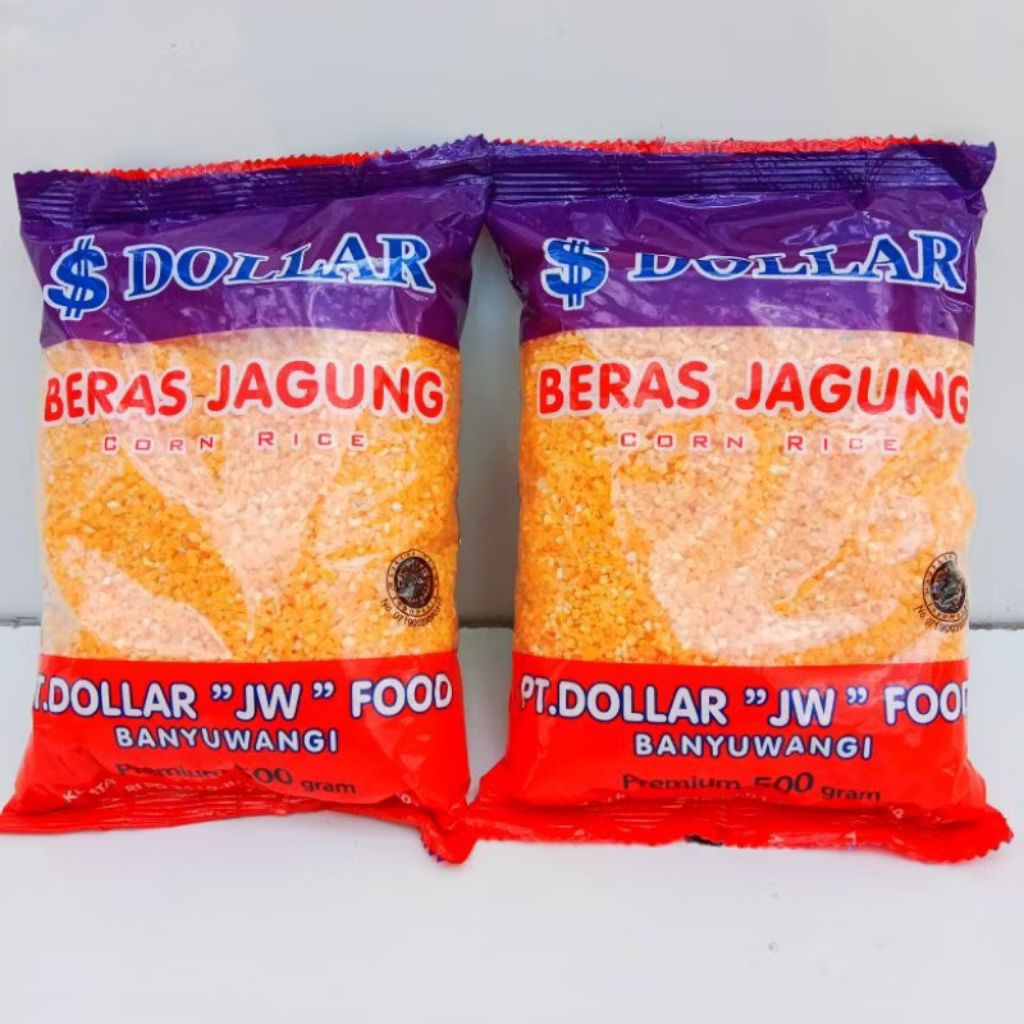 $ DOLLAR
BERAS JAGUNG
CORN RICE
T.DOLLAR "JW" FOOD
BANYUWANGI
Premium 500 gram
$ DOLLAR
BERAS JAGUNG
CORN RICE
PT.DOLLAR "JW" FOOD
BANYUWANGI
Premium 500 gram